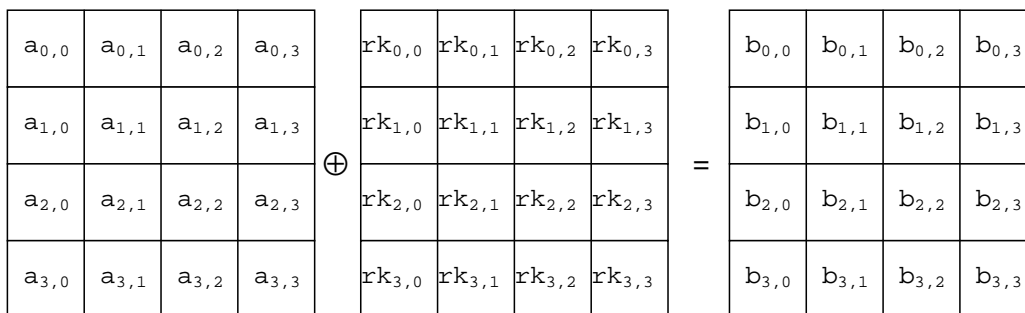 a0,0 a0,1 a0,2 a0,3 rk0,0 rk0,1 rk0,2 rk0,3 b0,0 b0,1 b0,2 b0,3
a1,0 a1,1 a1,2 a1,3 rk1,0 rk1,1 rk1,2 rk1,3 b1,0 b1,1 b1,2 b1,3
⊕ =
a2,0 a2,1 a2,2 a2,3 rk2,0 rk2,1 rk2,2 rk2,3 b2,0 b2,1 b2,2 b2,3
a3,0 a3,1 a3,2 a3,3 rk3,0 rk3,1 rk3,2 rk3,3 b3,0 b3,1 b3,2 b3,3